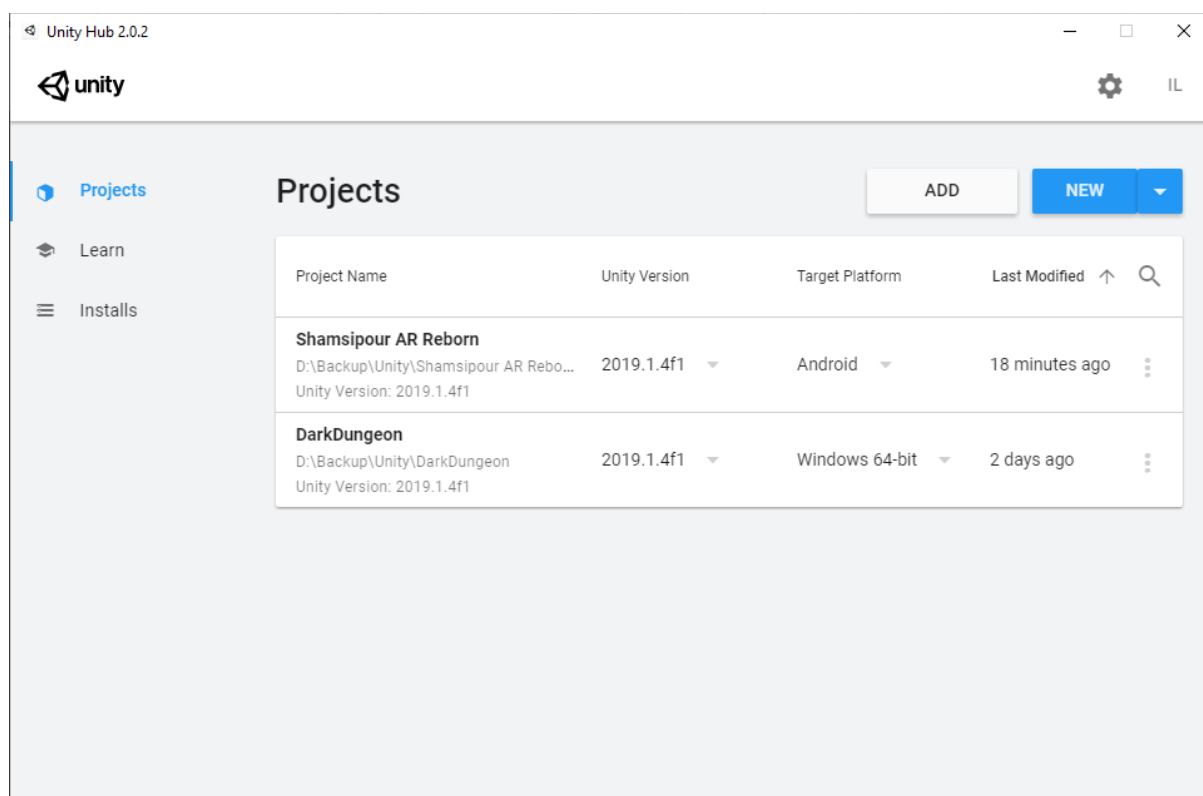 Unity Hub 2.0.2
unity
IL
Projects
Learn
Installs
Projects
ADD
NEW
Project Name Unity Version Target Platform Last Modified
Shamsipour AR Reborn
D:\Backup\Unity\Shamsipour AR Rebo...
Unity Version: 2019.1.4f1
2019.1.4f1 Android 18 minutes ago
DarkDungeon
D:\Backup\Unity\DarkDungeon
Unity Version: 2019.1.4f1
2019.1.4f1 Windows 64-bit 2 days ago